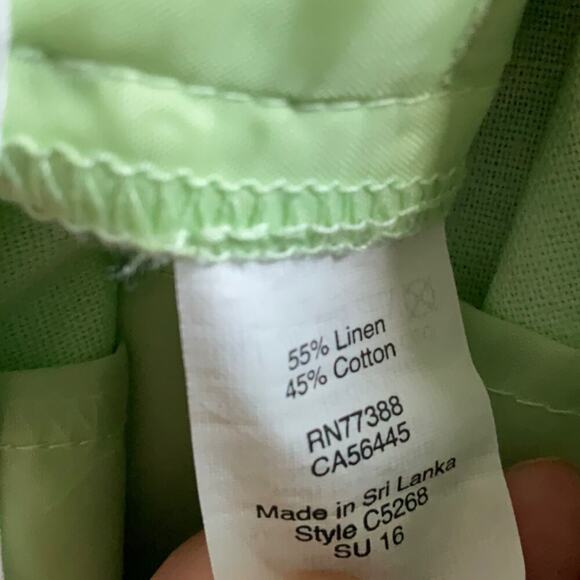 55% Linen
45% Cotton
RN77388
CA56445
Made in Sri Lanka
Style C5268
SU 16